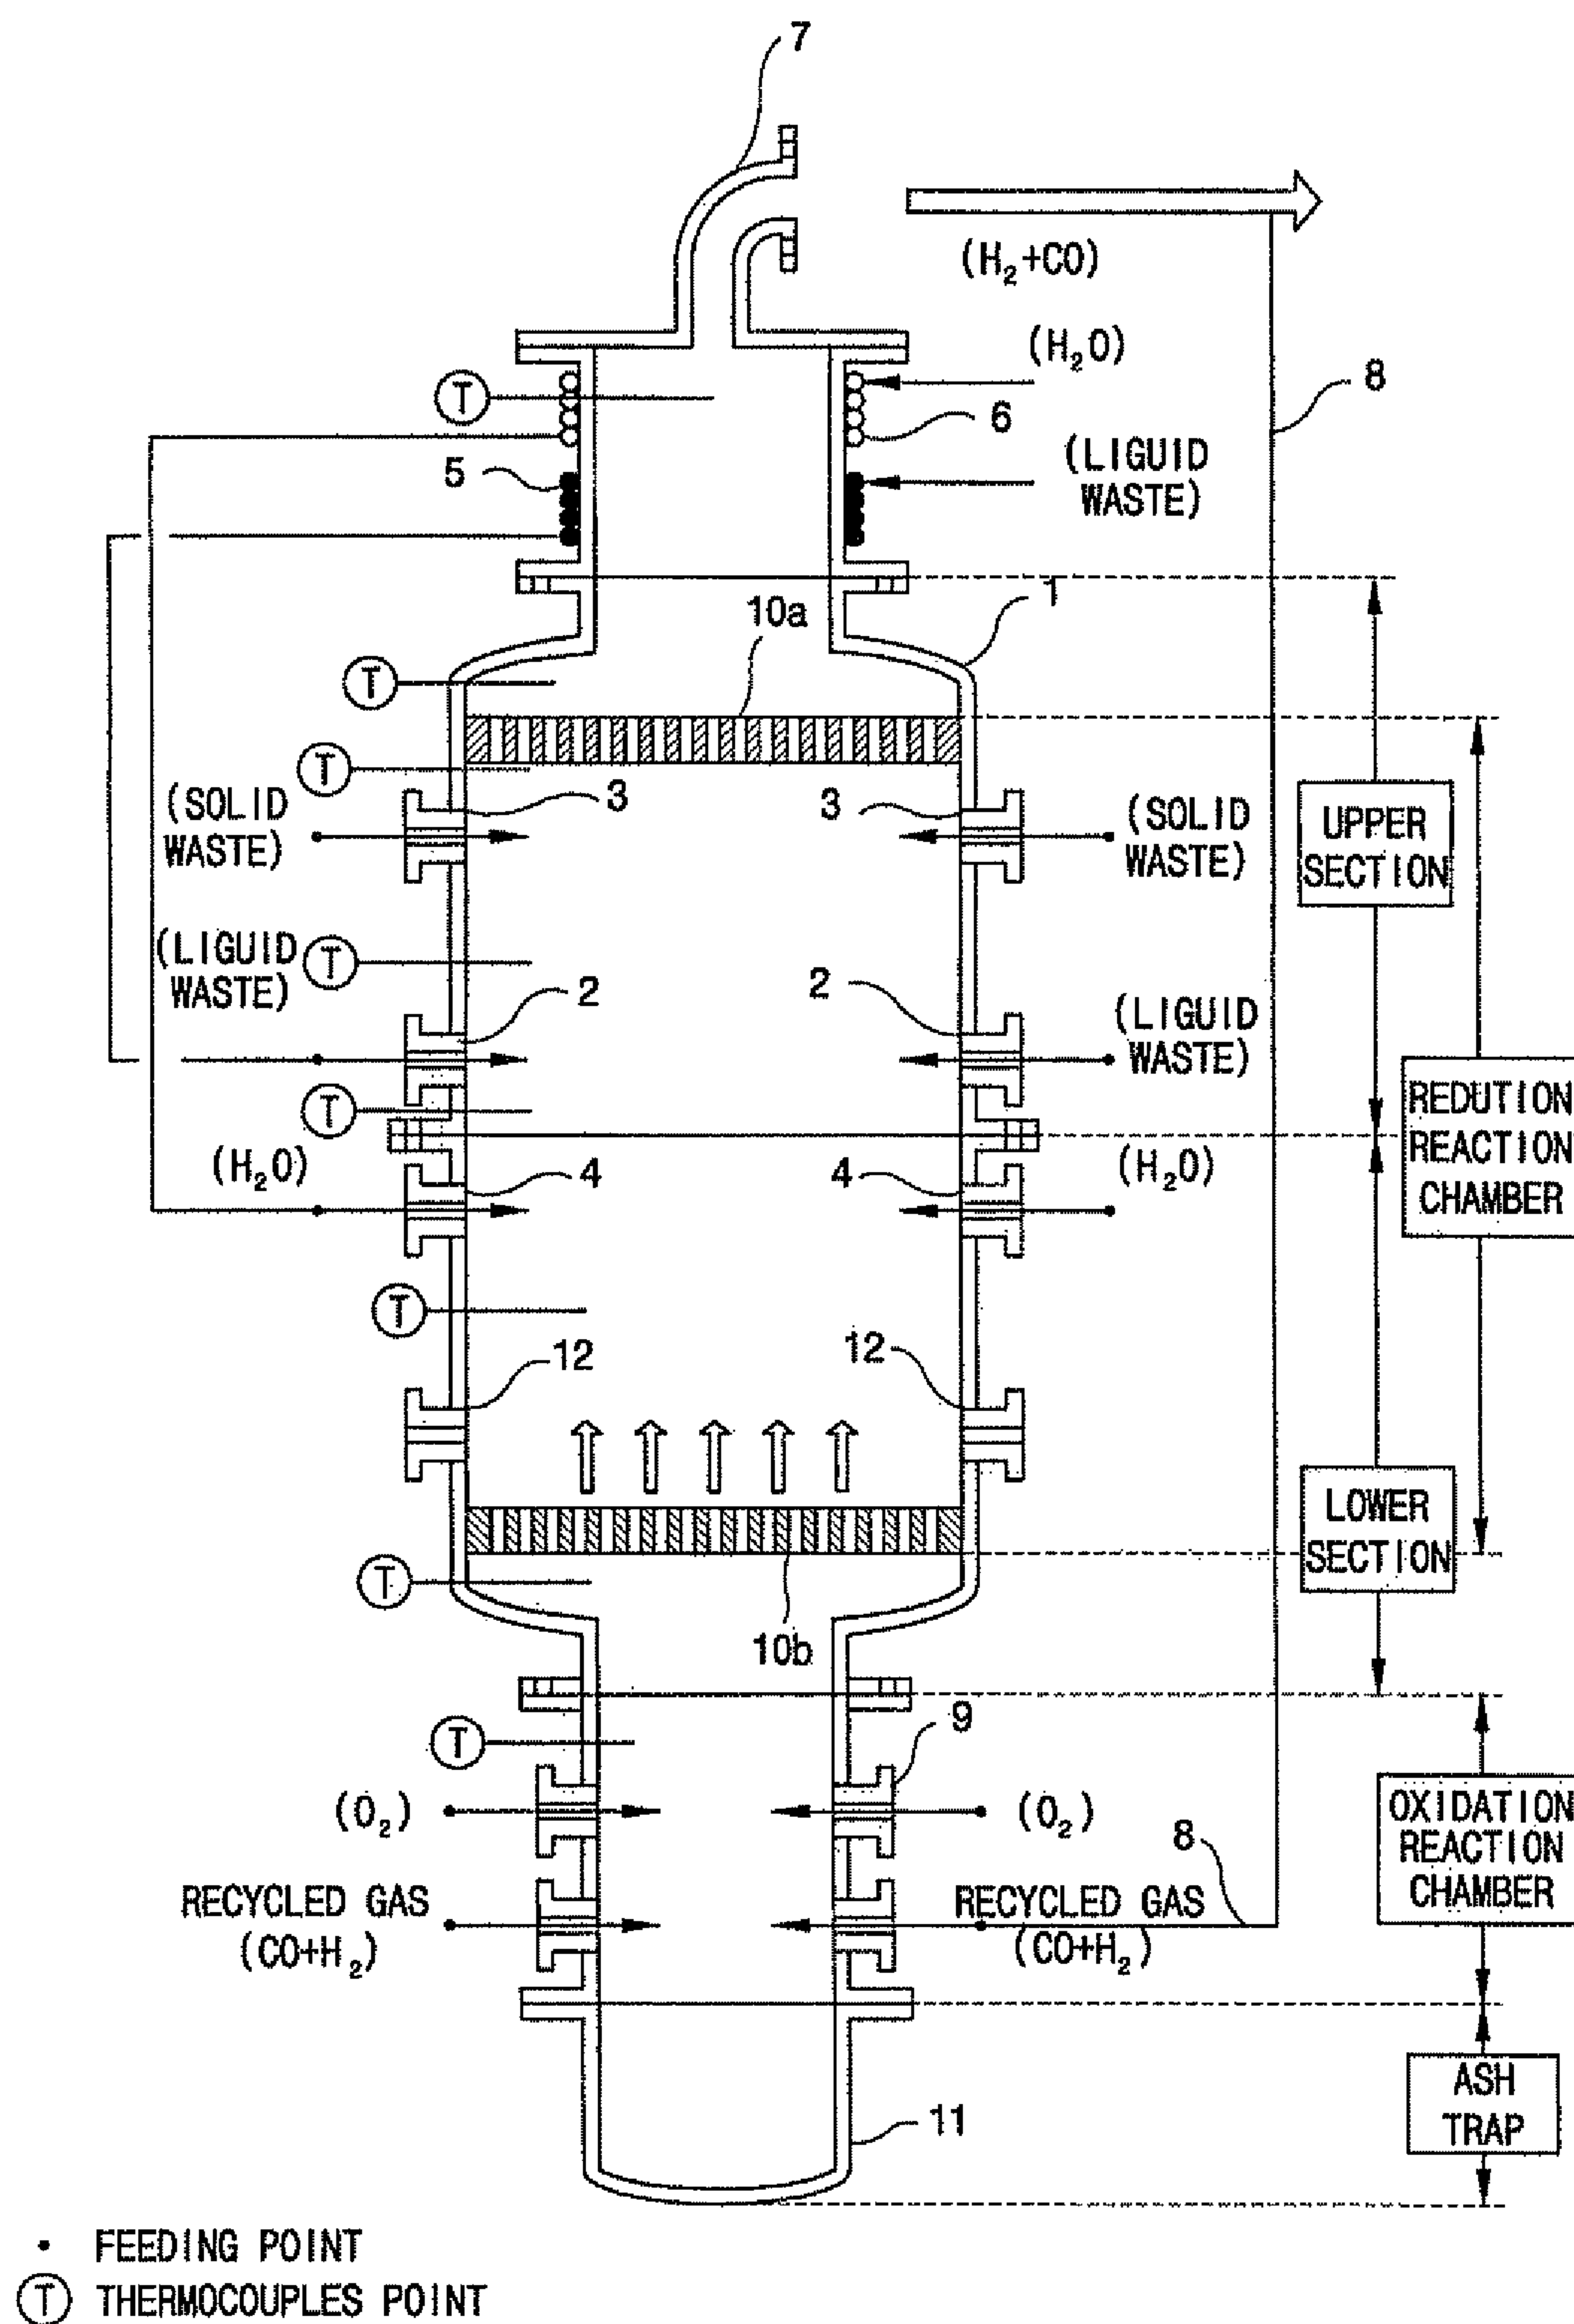 7
(H₂+CO)
(H₂O)
8
T
6
5
(LIGUID
WASTE)
10a
1
T
T
3
3
(SOLID
WASTE)
(SOLID
WASTE)
UPPER
SECTION
(LIGUID
WASTE)
T
2
2
(LIGUID
WASTE)
REDUTION
REACTION
CHAMBER
T
(H₂O)
4
4
(H₂O)
T
12
12
LOWER
SECTION
T
10b
T
9
(O₂)
(O₂)
OXIDATION
REACTION
CHAMBER
8
RECYCLED GAS
(CO+H₂)
RECYCLED GAS
(CO+H₂)
ASH
TRAP
11
• FEEDING POINT
T THERMOCOUPLES POINT